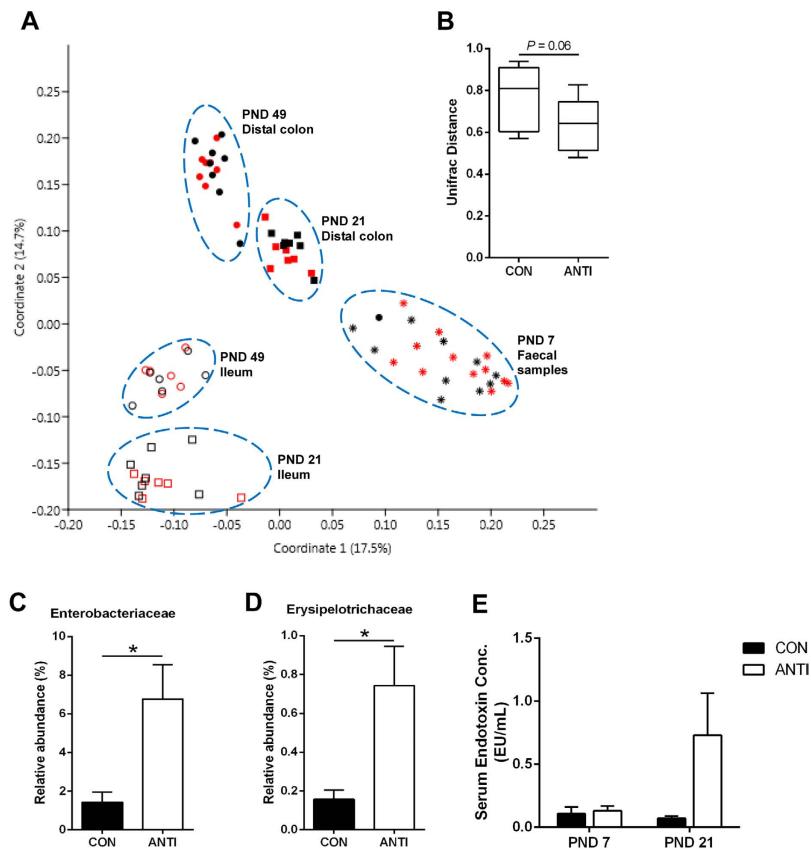 A
B
P = 0.06
1.0
0.8
0.6
0.4
0.2
0.0
Unifrac Distance
CON ANTI
0.25
0.20
0.15
0.10
0.05
0.00
-0.05
-0.10
-0.15
-0.20
Coordinate 2 (14.7%)
PND 49
Distal colon
PND 21
Distal colon
PND 7
Faecal
samples
PND 49
Ileum
PND 21
Ileum
-0.20 -0.15 -0.10 -0.05 0.00 0.05 0.10 0.15 0.20 0.25
Coordinate 1 (17.5%)
C
Enterobacteriaceae
*
10
8
6
4
2
0
Relative abundance (%)
CON ANTI
D
Erysipelotrichaceae
*
1.0
0.8
0.6
0.4
0.2
0.0
Relative abundance (%)
CON ANTI
E
1.5
1.0
0.5
0.0
Serum Endotoxin Conc.
(EU/mL)
PND 7 PND 21
CON
ANTI